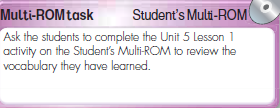 Multi-ROM task Student's Multi-ROM
Ask the students to complete the Unit 5 Lesson 1
activity on the Student's Multi-ROM to review the
vocabulary they have learned.